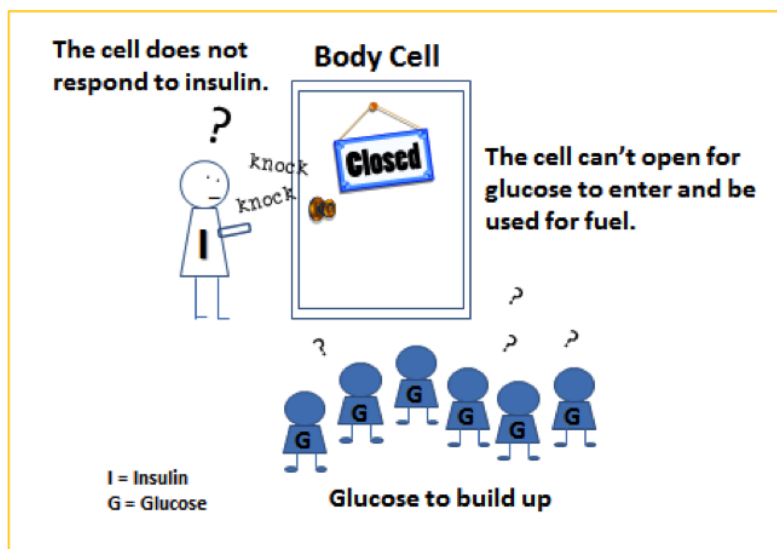 The cell does not
respond to insulin.
Body Cell
?
knock
knock
Closed
I
The cell can't open for
glucose to enter and be
used for fuel.
?
? ? ?
G G G G G G
I = Insulin
G = Glucose
Glucose to build up